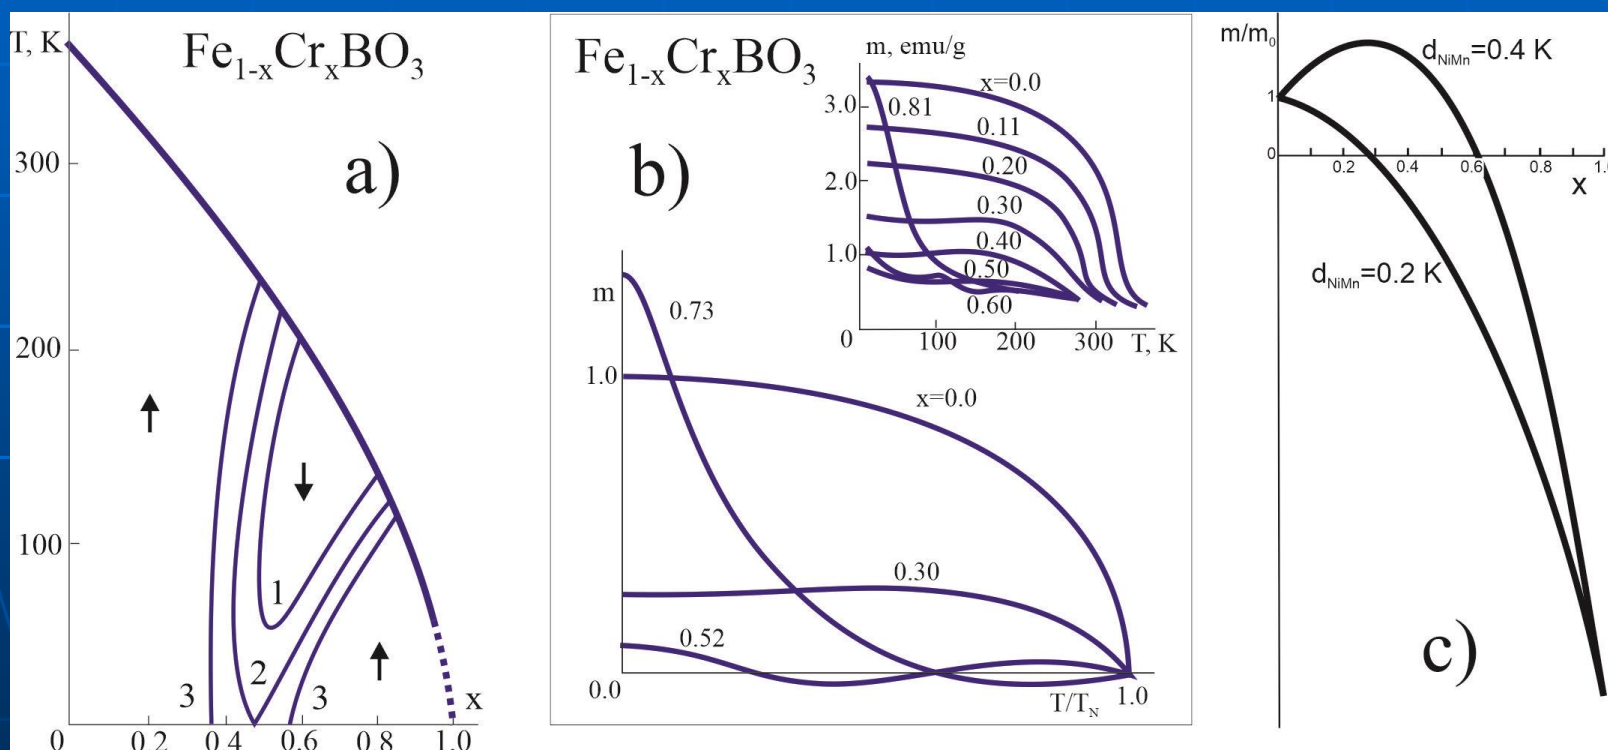 T, K
Fe1-xCrxBO3
a)
300
200
100
1
2
3
3
x
0
0.2
0.4
0.6
0.8
1.0
Fe1-xCrxBO3
b)
m, emu/g
3.0
2.0
1.0
0
x=0.0
0.81
0.11
0.20
0.30
0.40
0.50
0.60
100
200
300
T, K
m
0.73
1.0
x=0.0
0.30
0.52
0.0
T/TN
1.0
m/m0
dNiMn=0.4 K
1
0
0.2
0.4
0.6
0.8
1.0
x
dNiMn=0.2 K
c)